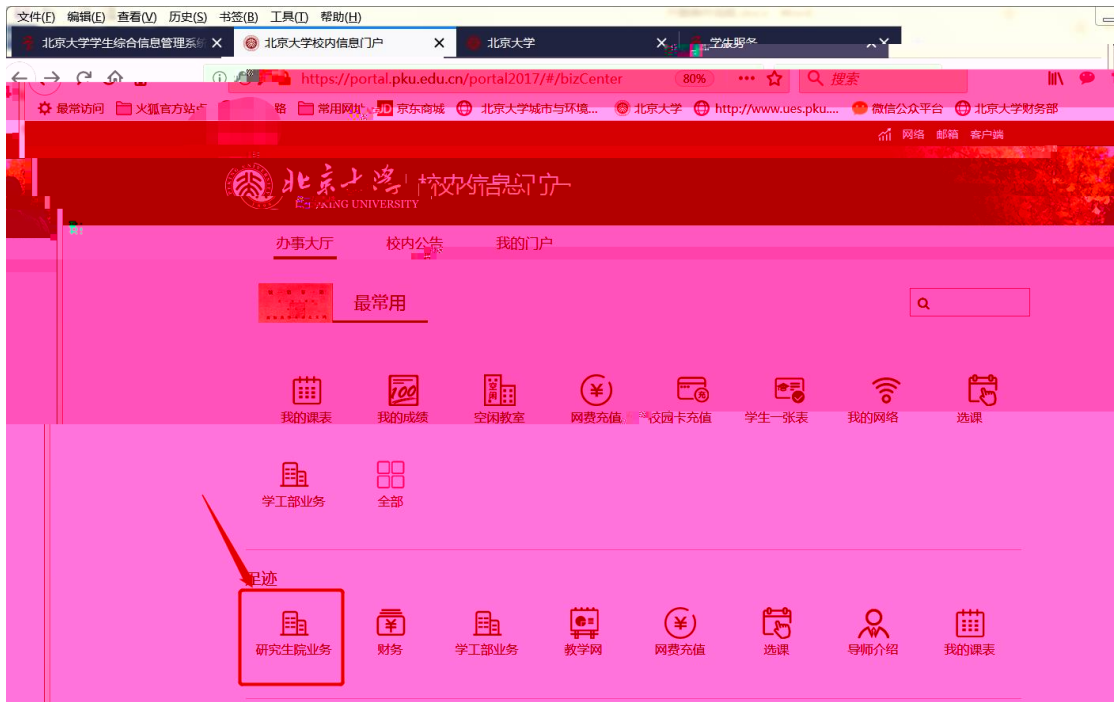 文件(F) 编辑(E) 查看(V) 历史(S) 书签(B) 工具(T) 帮助(H)
北京大学学生综合信息管理系统 北京大学校内信息门户 北京大学
https://portal.pku.edu.cn/portal2017/#/bizCenter 80% 搜索
最常访问 火狐官方站点 常用网址 JD 京东商城 北京大学城市与环境... 北京大学 http://www.ues.pku.... 微信公众平台 北京大学财务部
网络 邮箱 客户端
北京大学 校内信息门户
UNIVERSITY
办事大厅 校内公告 我的门户
最常用
我的课表 我的成绩 空闲教室 网费充值 校园卡充值 学生一张表 我的网络 选课
学工部业务 全部
足迹
研究生院业务 财务 学工部业务 教学网 网费充值 选课 导师介绍 我的课表